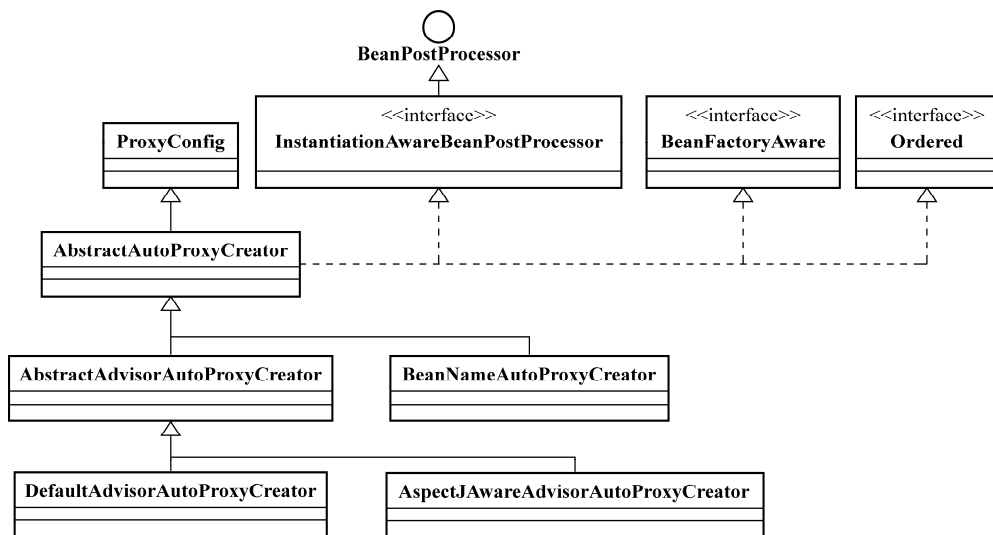 BeanPostProcessor
<<interface>>
InstantiationAwareBeanPostProcessor
<<interface>>
BeanFactoryAware
<<interface>>
Ordered
ProxyConfig
AbstractAutoProxyCreator
AbstractAdvisorAutoProxyCreator
BeanNameAutoProxyCreator
DefaultAdvisorAutoProxyCreator
AspectJAwareAdvisorAutoProxyCreator